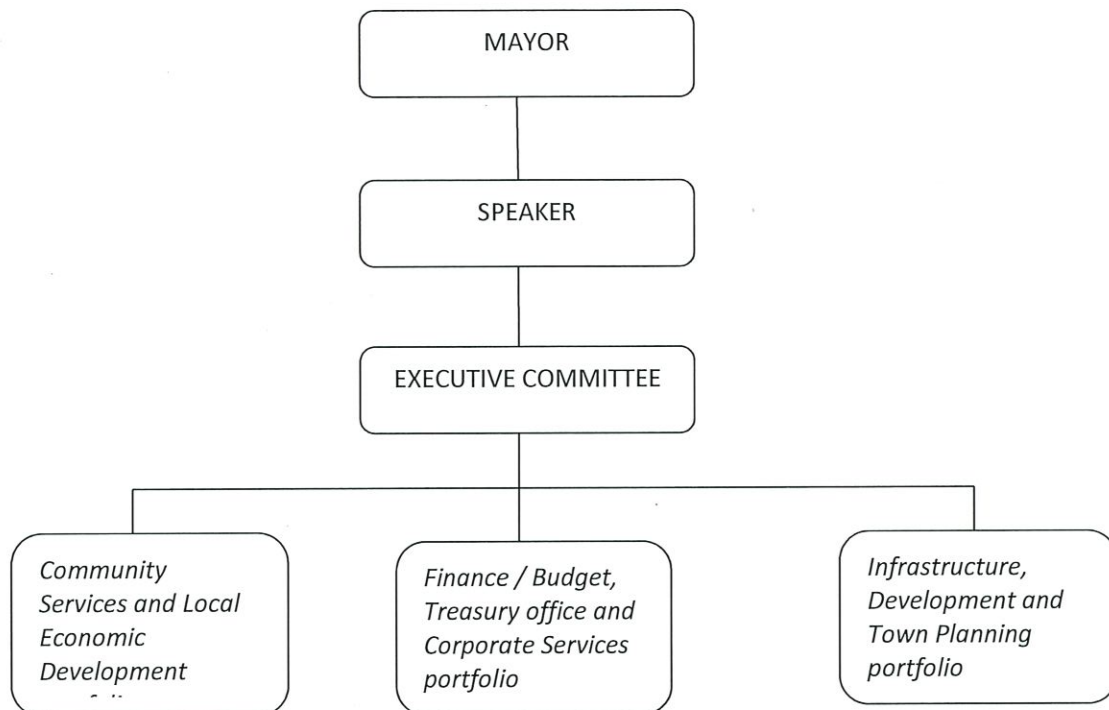 MAYOR
SPEAKER
EXECUTIVE COMMITTEE
Community
Services and Local
Economic
Development
Finance / Budget,
Treasury office and
Corporate Services
portfolio
Infrastructure,
Development and
Town Planning
portfolio